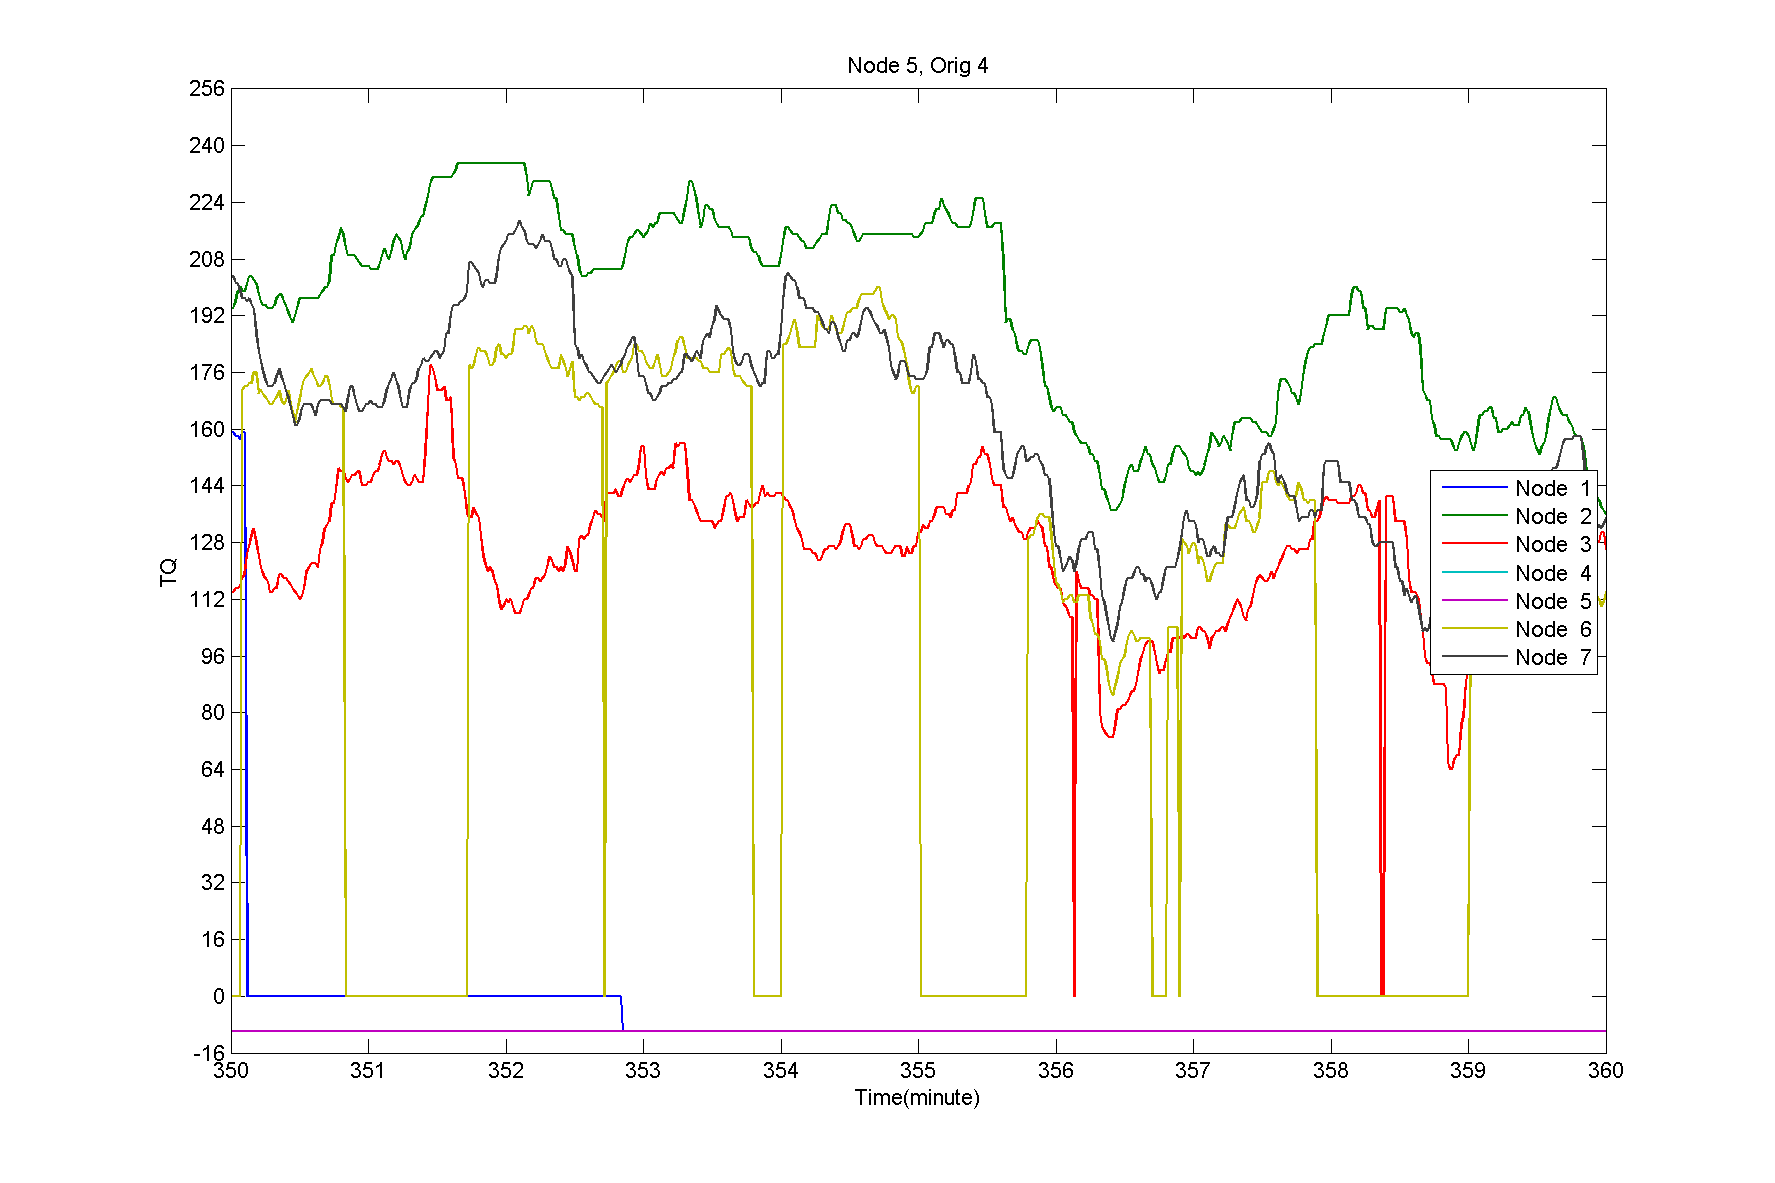 Node 5, Orig 4
256
240
224
208
192
176
160
144
128
112
96
80
64
48
32
16
0
-16
TQ
350 351 352 353 354 355 356 357 358 359 360
Time(minute)
Node 1
Node 2
Node 3
Node 4
Node 5
Node 6
Node 7